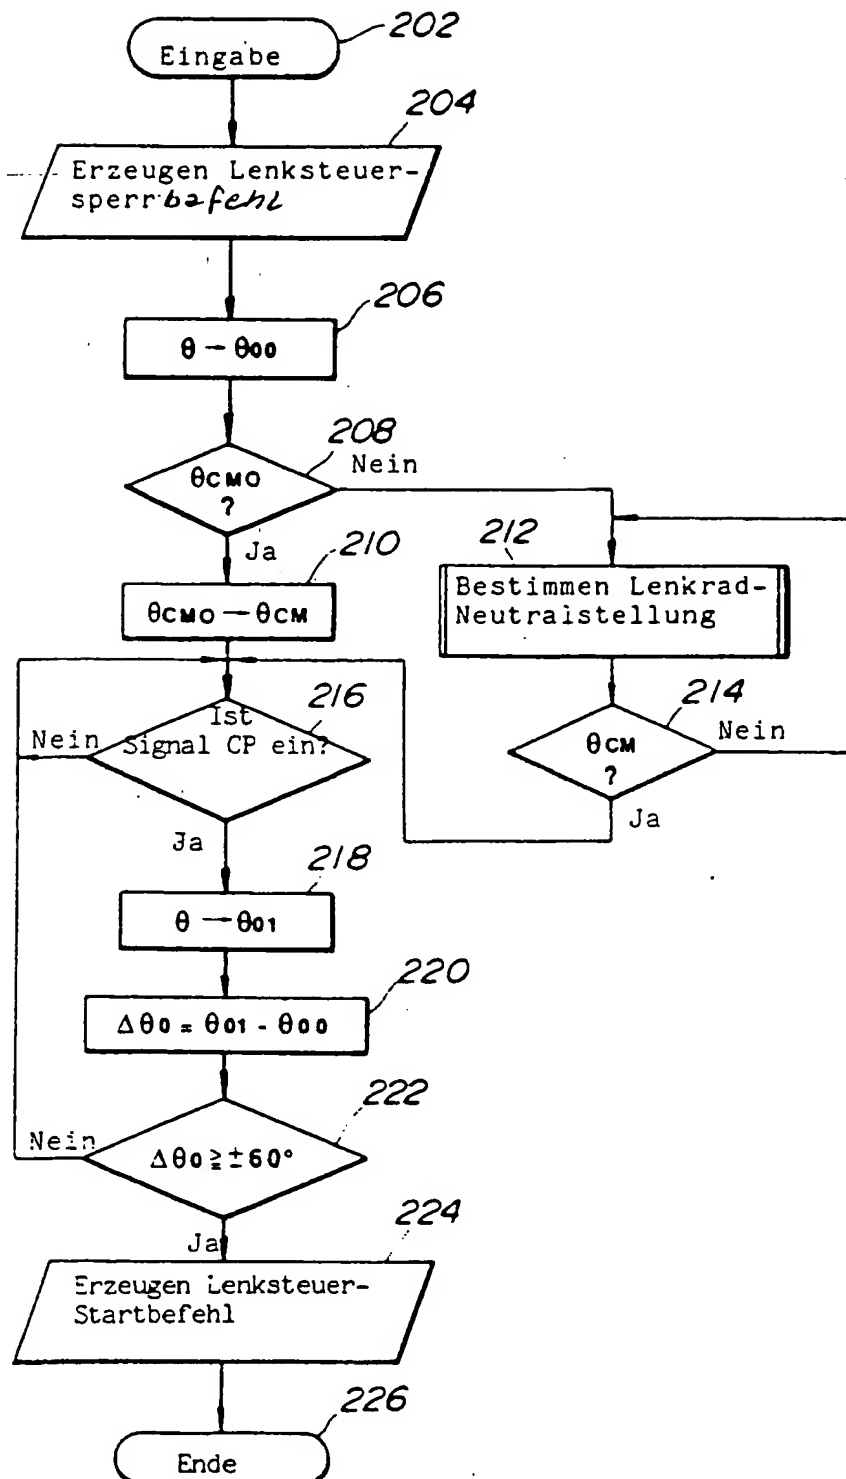 202
Eingabe
204
Erzeugen Lenksteuer-
sperrbefehl
206
θ → θ00
208
θCMO
?
Nein
Ja
210
θCMO → θCM
212
Bestimmen Lenkrad-
Neutralstellung
214
θCM
?
Nein
Ja
216
Ist
Signal CP ein?
Nein
Ja
218
θ → θ01
220
Δθ0 = θ01 - θ00
222
Δθ0 ≧ ±60°
Nein
Ja
224
Erzeugen Lenksteuer-
Startbefehl
226
Ende